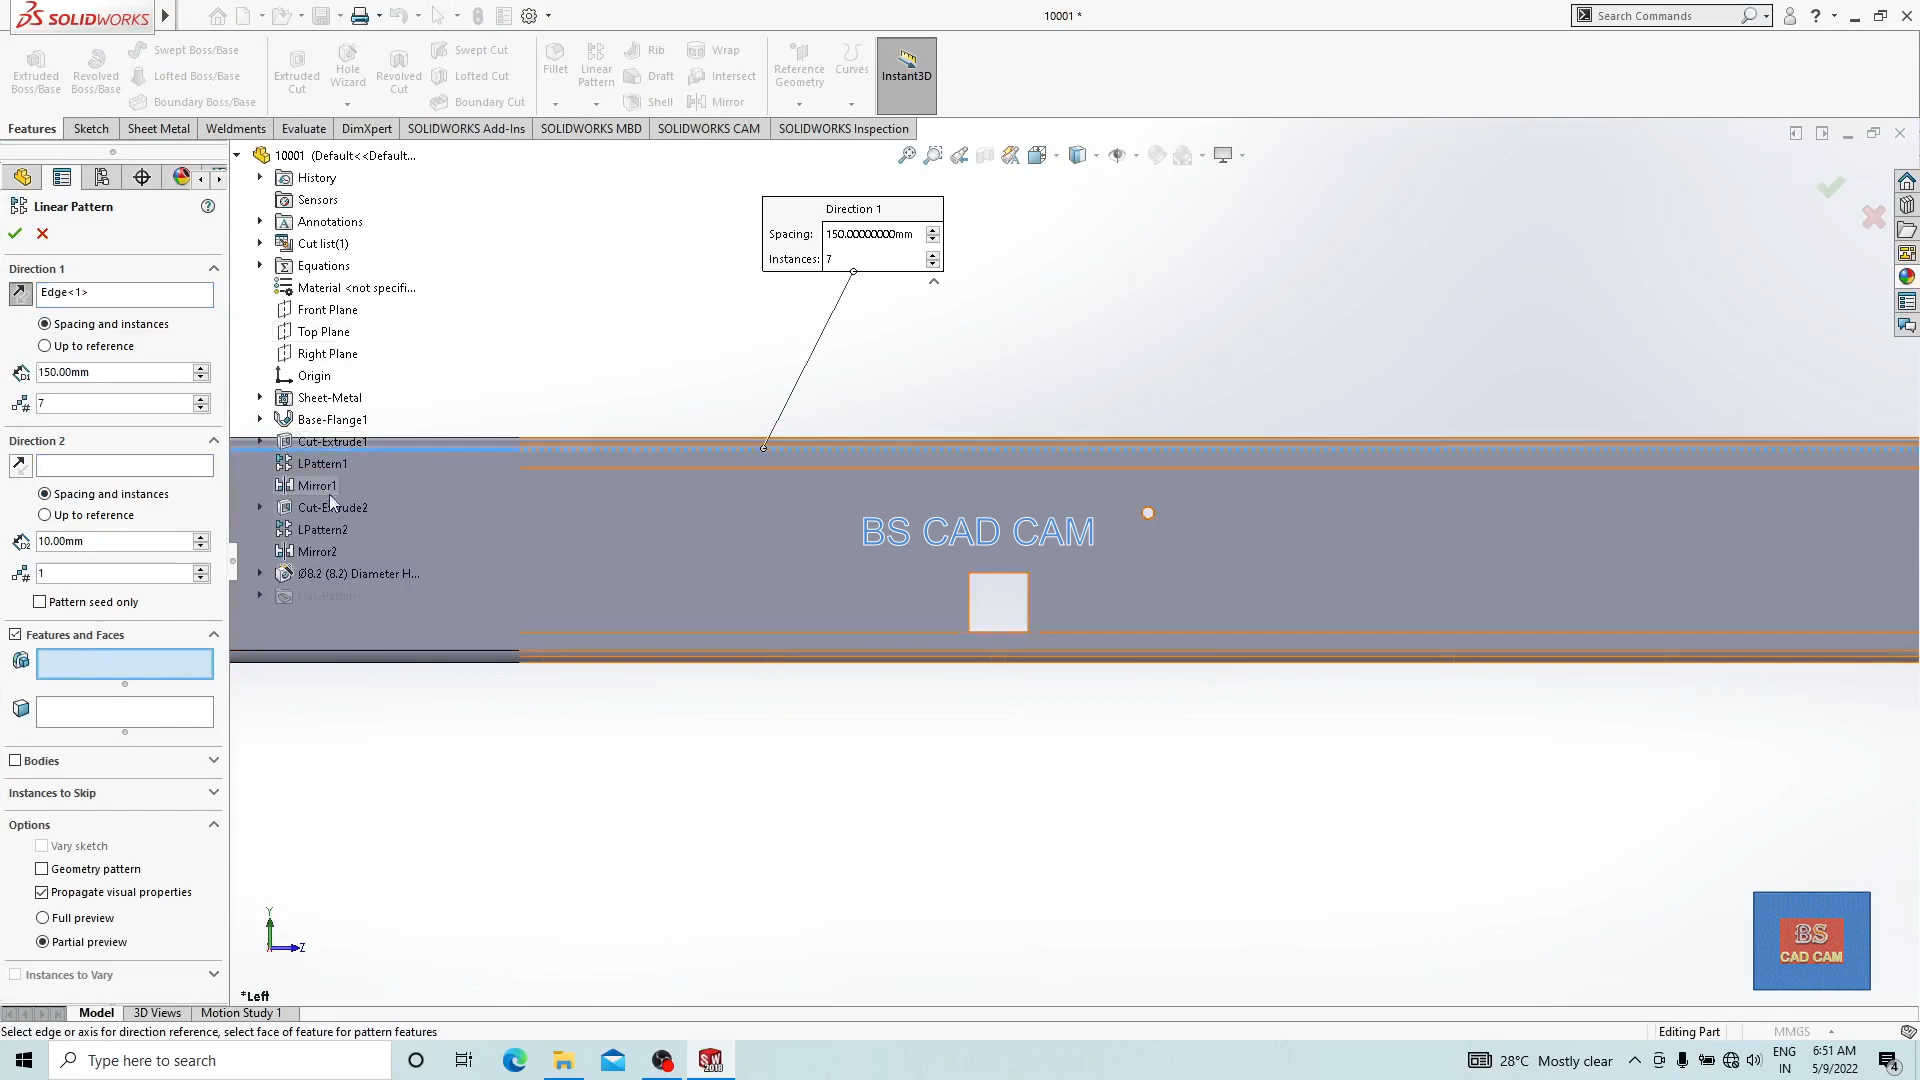 SOLIDWORKS
10001 *
Search Commands
Extruded Boss/Base
Revolved Boss/Base
Swept Boss/Base
Lofted Boss/Base
Boundary Boss/Base
Extruded Cut
Hole Wizard
Revolved Cut
Swept Cut
Lofted Cut
Boundary Cut
Fillet
Linear Pattern
Rib
Draft
Shell
Wrap
Intersect
Mirror
Reference Geometry
Curves
Instant3D
Features
Sketch
Sheet Metal
Weldments
Evaluate
DimXpert
SOLIDWORKS Add-Ins
SOLIDWORKS MBD
SOLIDWORKS CAM
SOLIDWORKS Inspection
Linear Pattern
Direction 1
Edge<1>
Spacing and instances
Up to reference
150.00mm
7
Direction 2
Spacing and instances
Up to reference
10.00mm
1
Pattern seed only
Features and Faces
Bodies
Instances to Skip
Options
Vary sketch
Geometry pattern
Propagate visual properties
Full preview
Partial preview
Instances to Vary
10001 (Default<<Default...
History
Sensors
Annotations
Cut list(1)
Equations
Material <not specifi...
Front Plane
Top Plane
Right Plane
Origin
Sheet-Metal
Base-Flange1
Cut-Extrude1
LPattern1
Mirror1
Cut-Extrude2
LPattern2
Mirror2
Ø8.2 (8.2) Diameter H...
Flat-Pattern
Direction 1
Spacing: 150.00000000mm
Instances: 7
BS CAD CAM
Y
Z
*Left
BS
CAD CAM
Model
3D Views
Motion Study 1
Select edge or axis for direction reference, select face of feature for pattern features
Editing Part
MMGS
Type here to search
28°C Mostly clear
ENG
IN
6:51 AM
5/9/2022
4